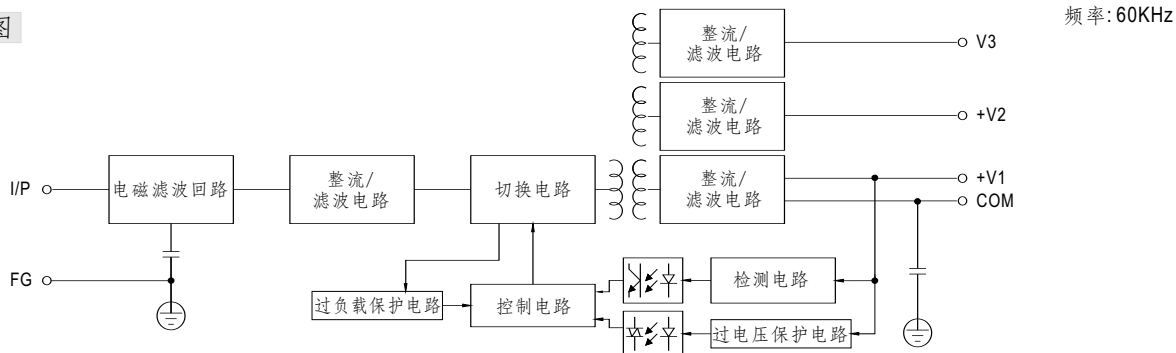 图
频率:60KHz
整流/
滤波电路
V3
整流/
滤波电路
+V2
I/P
电磁滤波回路
整流/
滤波电路
切换电路
整流/
滤波电路
+V1
COM
FG
过负载保护电路
控制电路
检测电路
过电压保护电路